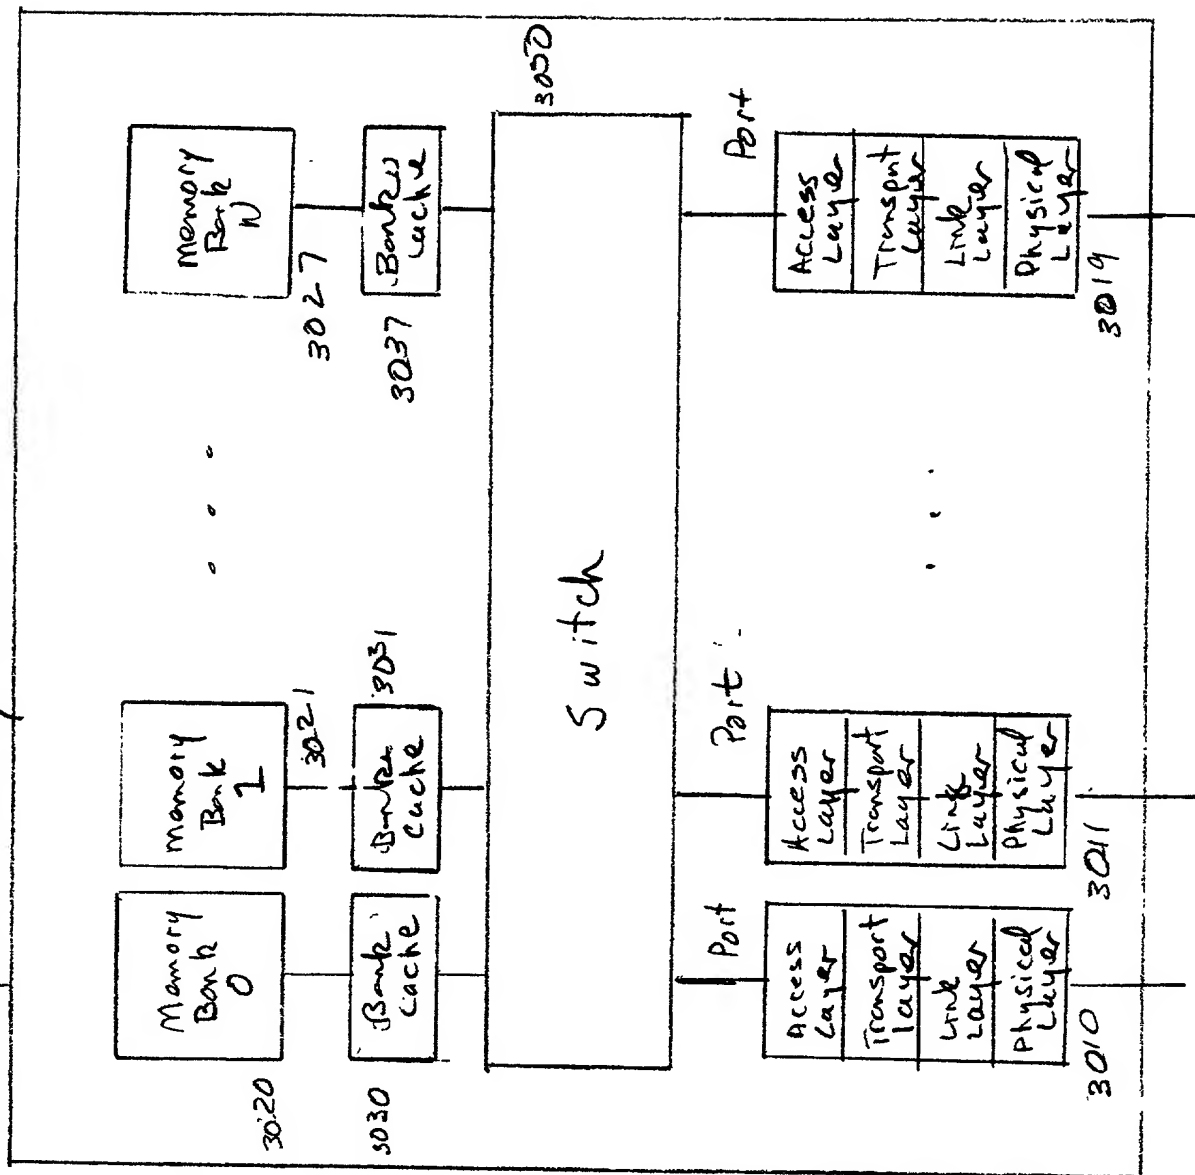 Memory
Bank
0
3020
Memory
Bank
1
3021
Memory
Bank
N
3027
Bank
Cache
3030
Bank
Cache
3031
Bank
Cache
3037
. . .
Switch
3050
Port
Access
Layer
Transport
Layer
Link
Layer
Physical
Layer
3010
Port
Access
Layer
Transport
Layer
Link
Layer
Physical
Layer
3011
. . .
Port
Access
Layer
Transport
Layer
Link
Layer
Physical
Layer
3019